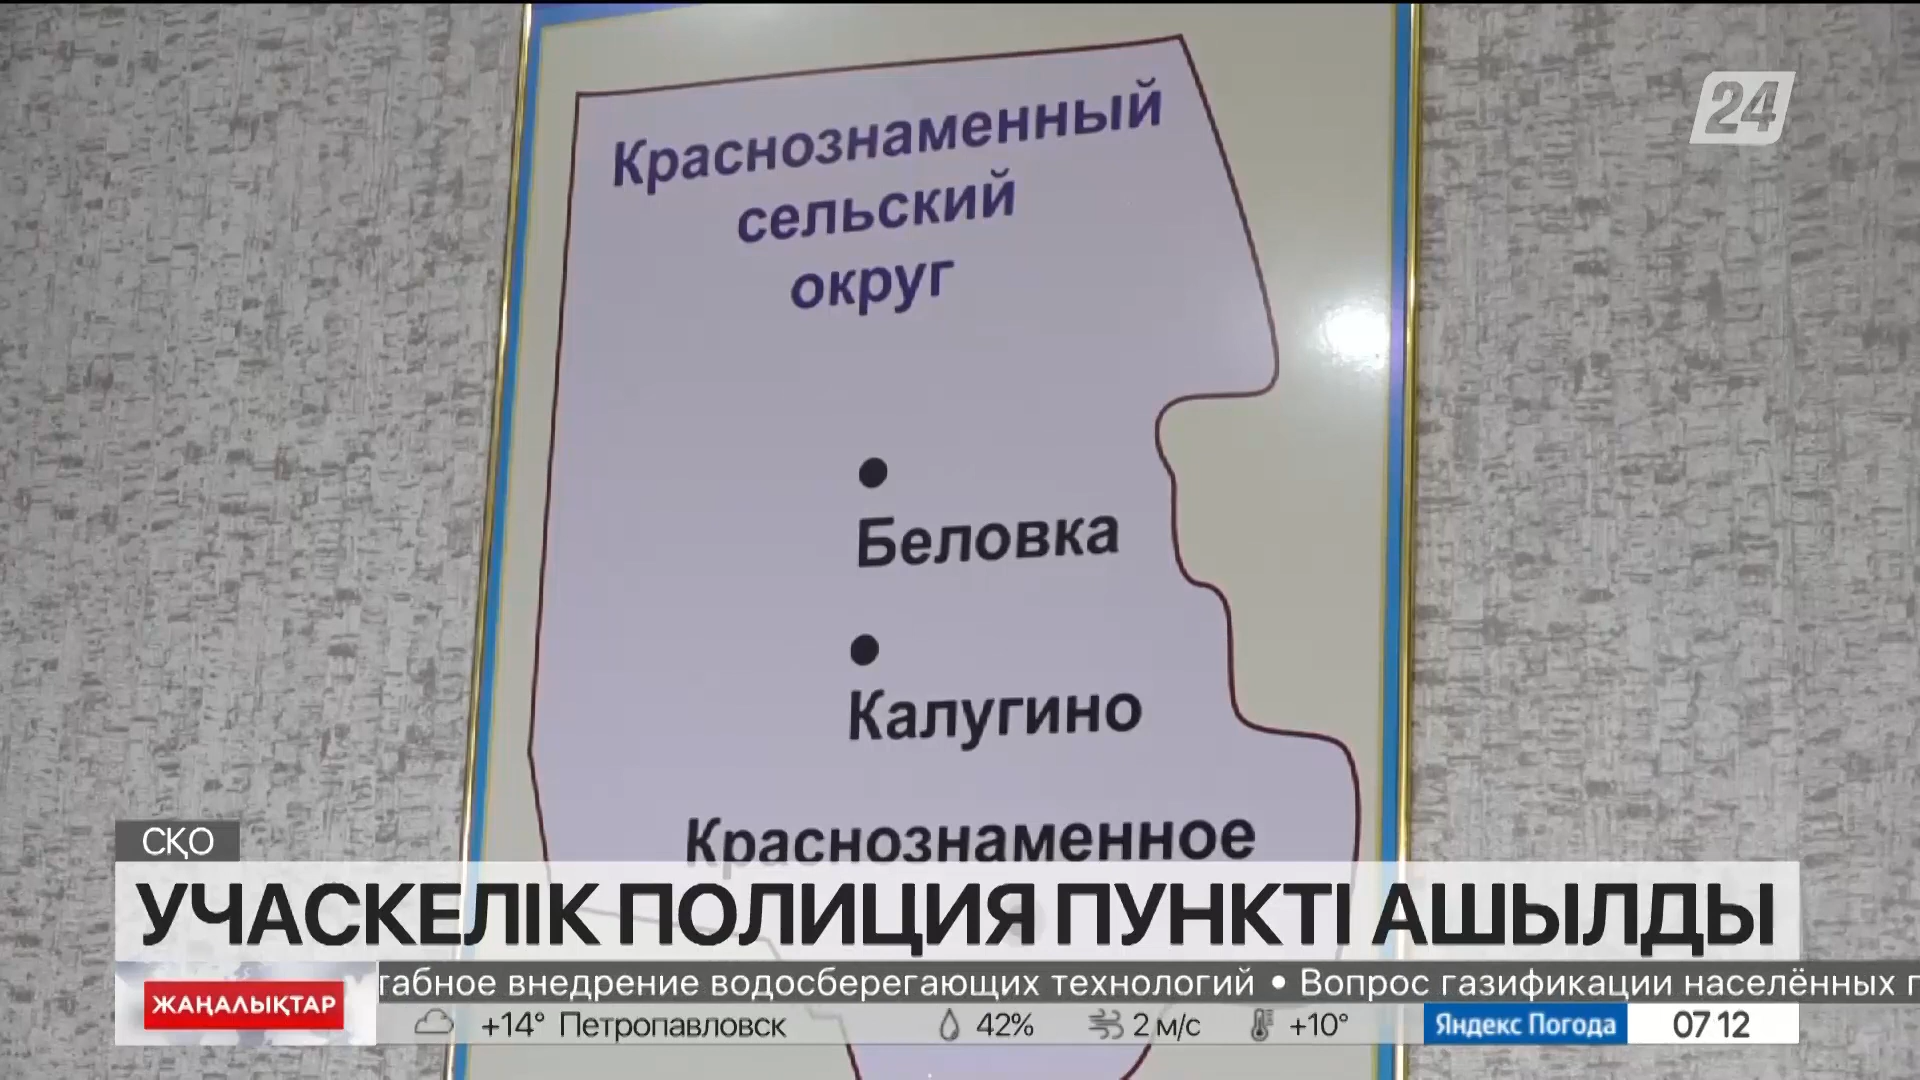 24
Краснознаменный
сельский
округ
Беловка
Калугино
Краснознаменное
СҚО
УЧАСКЕЛІК ПОЛИЦИЯ ПУНКТІ АШЫЛДЫ
ЖАҢАЛЫҚТАР
внедрение водосберегающих технологий • Вопрос газификации населённых
+14° Петропавловск 42% 2 м/с +10° Яндекс Погода 07 12